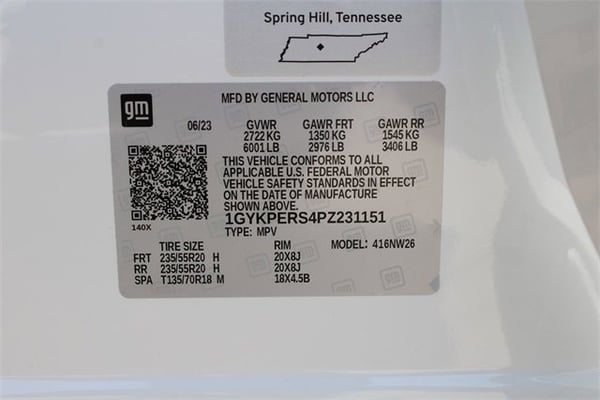 Spring Hill, Tennessee
gm
MFD BY GENERAL MOTORS LLC
06/23 GVWR GAWR FRT GAWR RR
2722 KG 1350 KG 1545 KG
6001 LB 2976 LB 3406 LB
THIS VEHICLE CONFORMS TO ALL
APPLICABLE U.S. FEDERAL MOTOR
VEHICLE SAFETY STANDARDS IN EFFECT
ON THE DATE OF MANUFACTURE
SHOWN ABOVE.
1GYKPERS4PZ231151
140X
TYPE: MPV
TIRE SIZE RIM MODEL: 416NW26
FRT 235/55R20 H 20X8J
RR 235/55R20 H 20X8J
SPA T135/70R18 M 18X4.5B